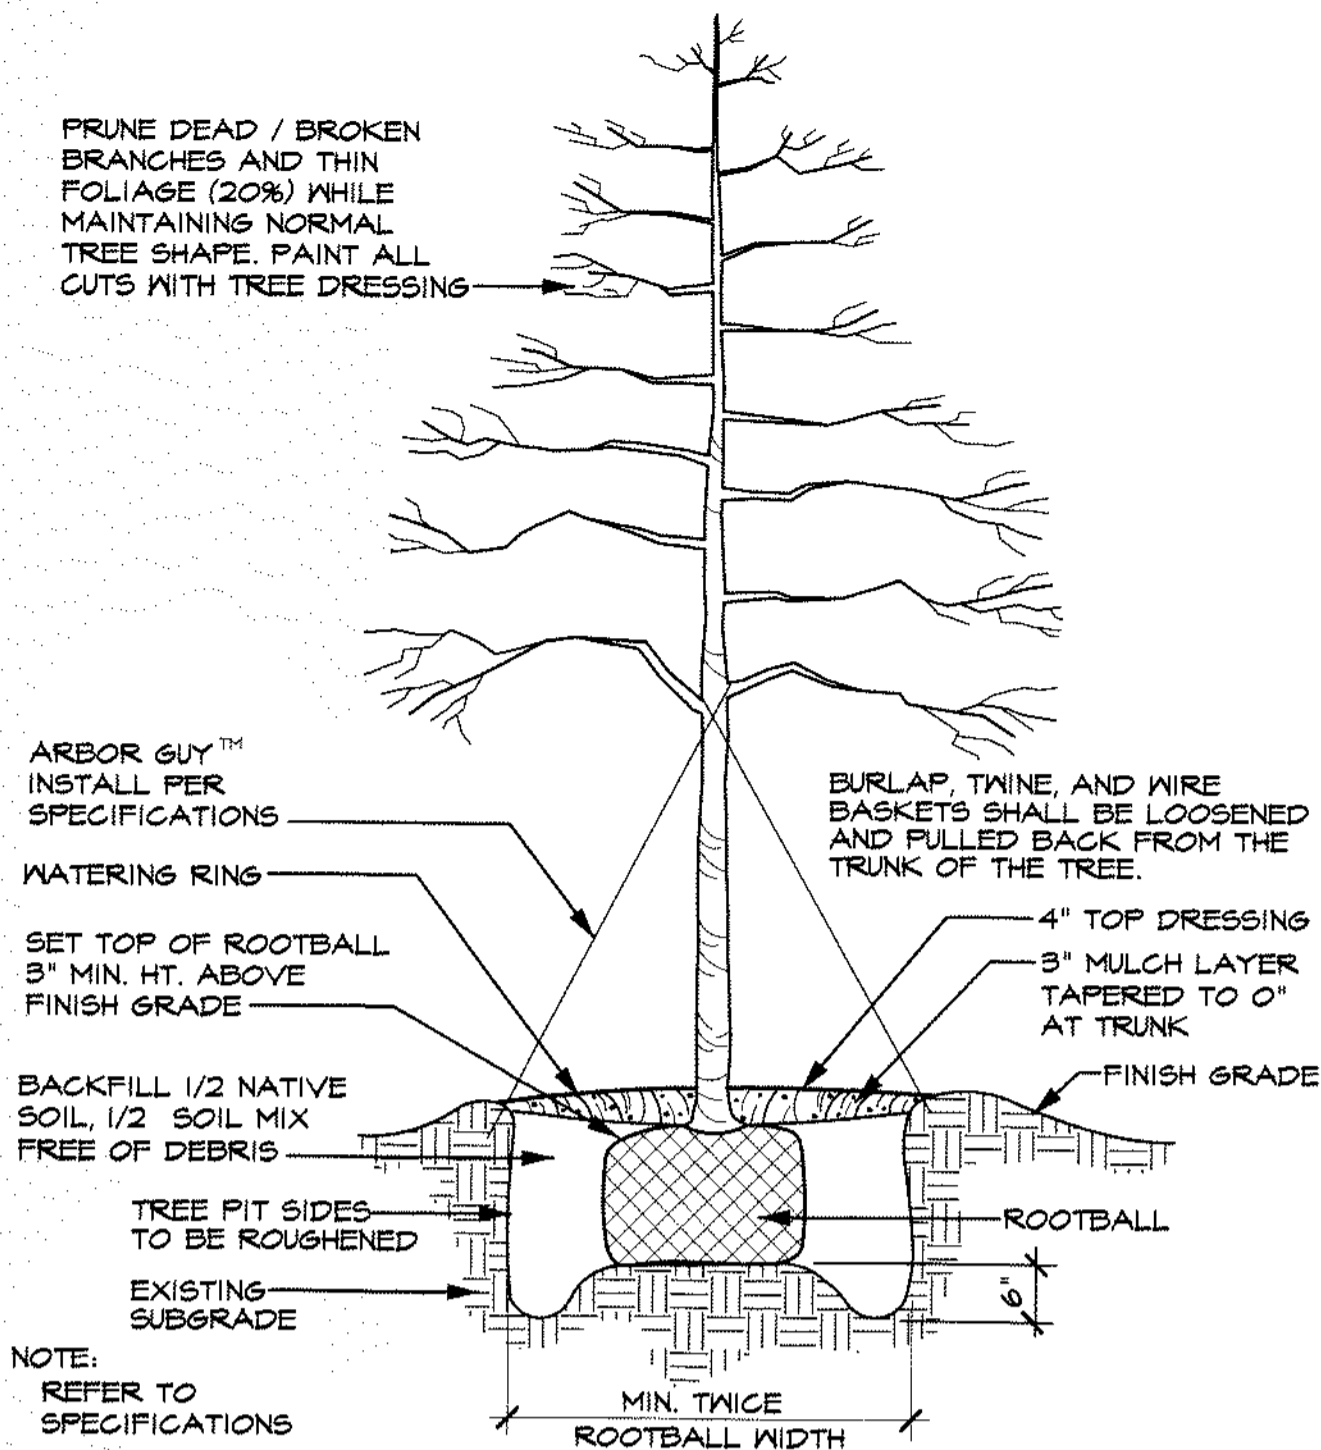 PRUNE DEAD / BROKEN
BRANCHES AND THIN
FOLIAGE (20%) WHILE
MAINTAINING NORMAL
TREE SHAPE. PAINT ALL
CUTS WITH TREE DRESSING
ARBOR GUY™
INSTALL PER
SPECIFICATIONS
WATERING RING
SET TOP OF ROOTBALL
3" MIN. HT. ABOVE
FINISH GRADE
BACKFILL 1/2 NATIVE
SOIL, 1/2 SOIL MIX
FREE OF DEBRIS
TREE PIT SIDES
TO BE ROUGHENED
EXISTING
SUBGRADE
NOTE:
REFER TO
SPECIFICATIONS
BURLAP, TWINE, AND WIRE
BASKETS SHALL BE LOOSENED
AND PULLED BACK FROM THE
TRUNK OF THE TREE.
4" TOP DRESSING
3" MULCH LAYER
TAPERED TO 0"
AT TRUNK
FINISH GRADE
ROOTBALL
6"
MIN. TWICE
ROOTBALL WIDTH